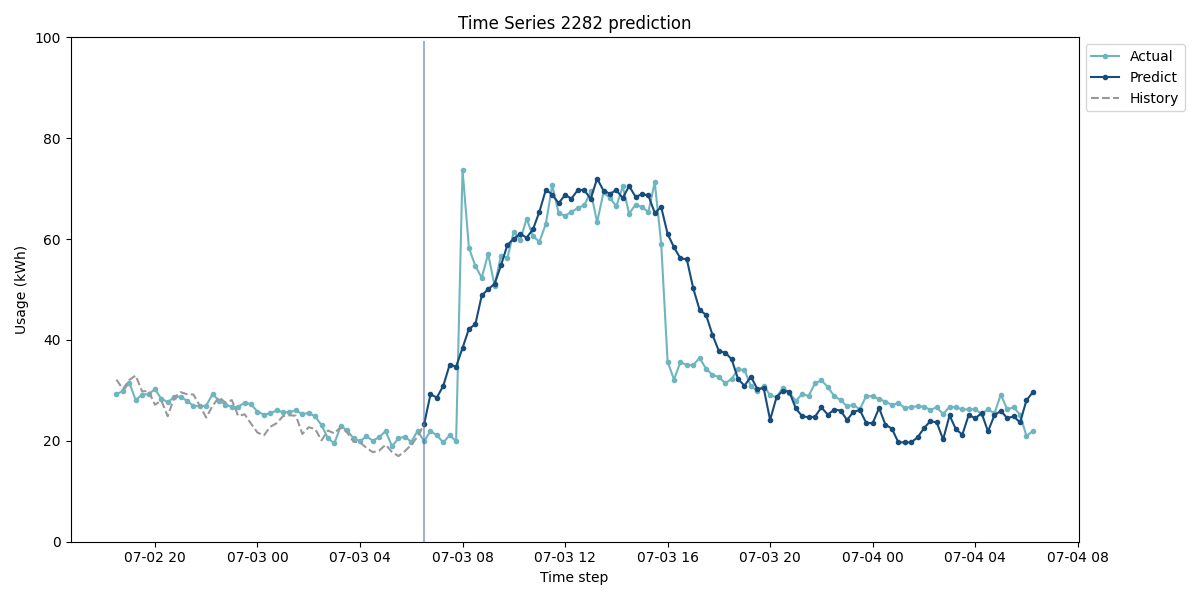 Time Series 2282 prediction
100
80
60
40
20
0
Usage (kWh)
07-02 20
07-03 00
07-03 04
07-03 08
07-03 12
07-03 16
07-03 20
07-04 00
07-04 04
07-04 08
Time step
Actual
Predict
History